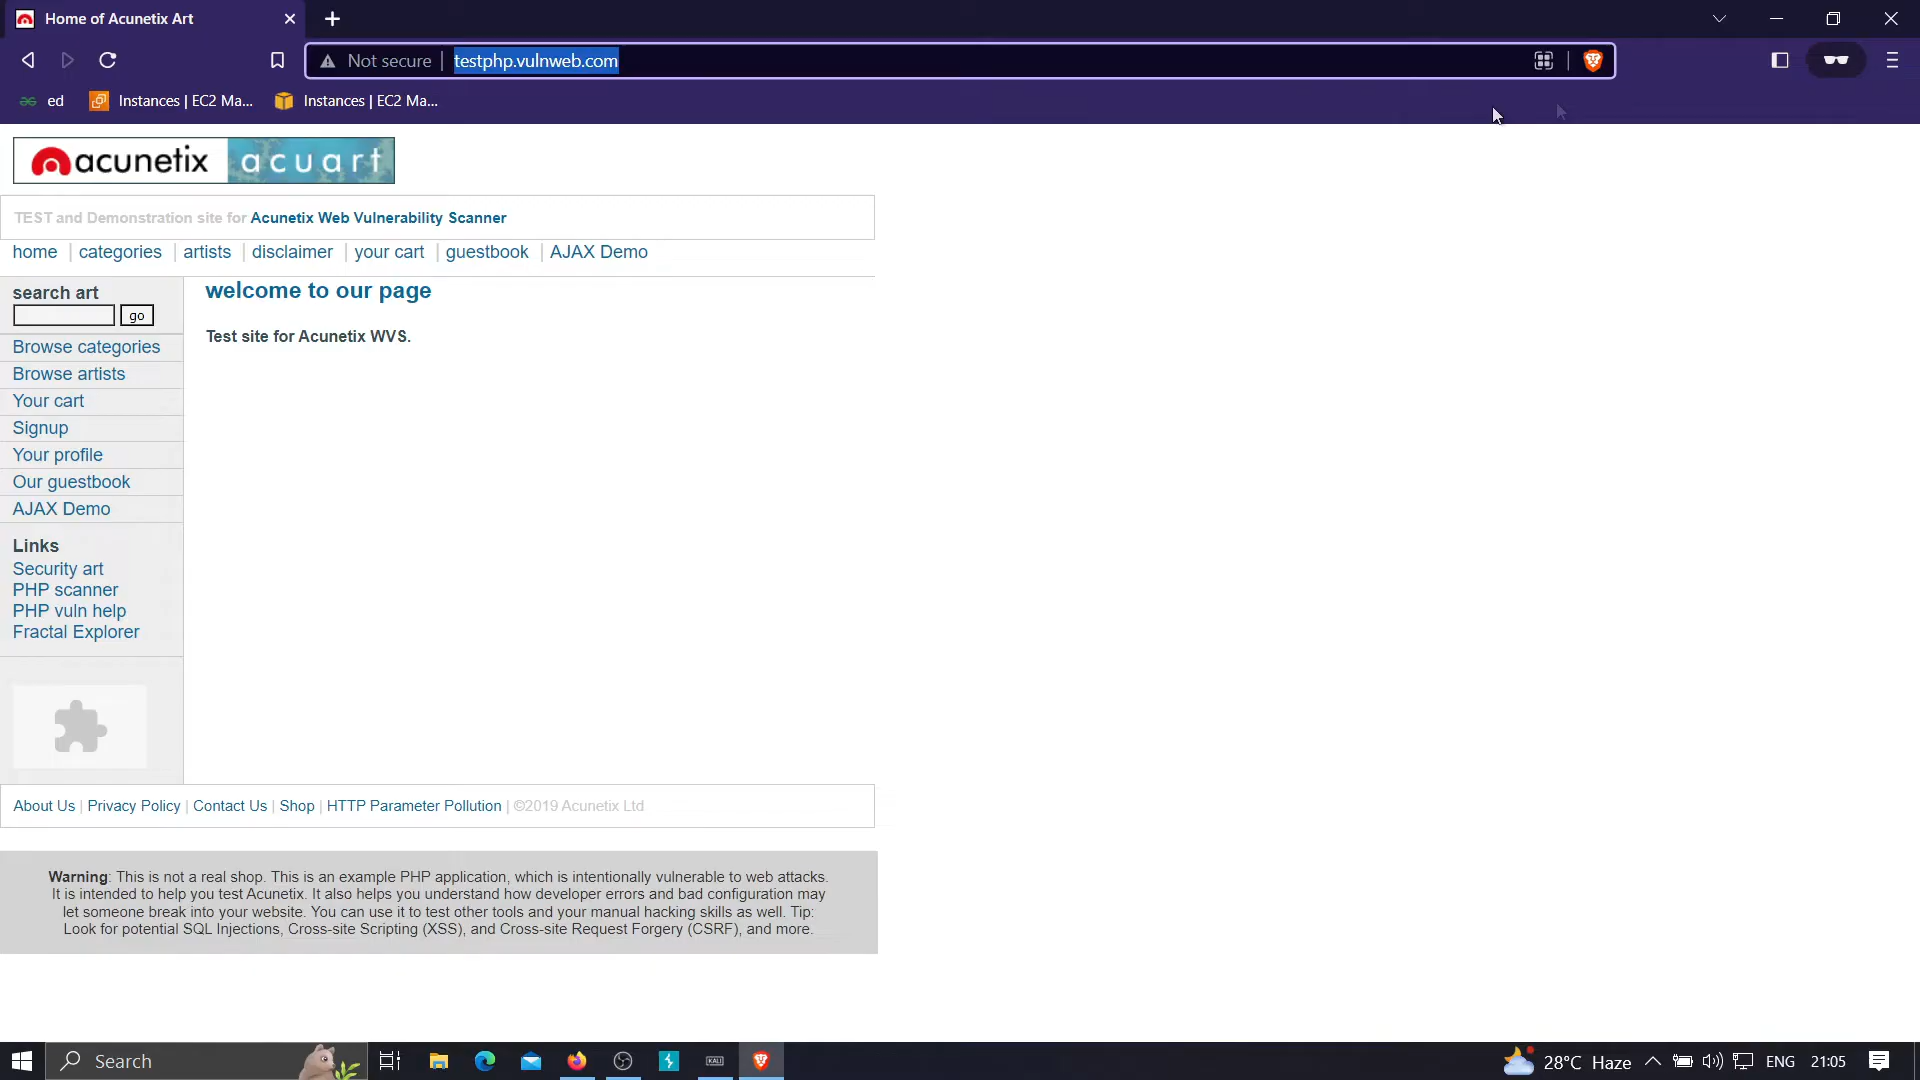 Home of Acunetix Art
Not secure
testphp.vulnweb.com
ed
Instances | EC2 Ma...
Instances | EC2 Ma...
acunetix acuart
TEST and Demonstration site for Acunetix Web Vulnerability Scanner
home | categories | artists | disclaimer | your cart | guestbook | AJAX Demo
search art
go
Browse categories
Browse artists
Your cart
Signup
Your profile
Our guestbook
AJAX Demo
Links
Security art
PHP scanner
PHP vuln help
Fractal Explorer
welcome to our page
Test site for Acunetix WVS.
About Us | Privacy Policy | Contact Us | Shop | HTTP Parameter Pollution | ©2019 Acunetix Ltd
Warning: This is not a real shop. This is an example PHP application, which is intentionally vulnerable to web attacks.
It is intended to help you test Acunetix. It also helps you understand how developer errors and bad configuration may
let someone break into your website. You can use it to test other tools and your manual hacking skills as well. Tip:
Look for potential SQL Injections, Cross-site Scripting (XSS), and Cross-site Request Forgery (CSRF), and more.
Search
KALI
28°C Haze
ENG
21:05